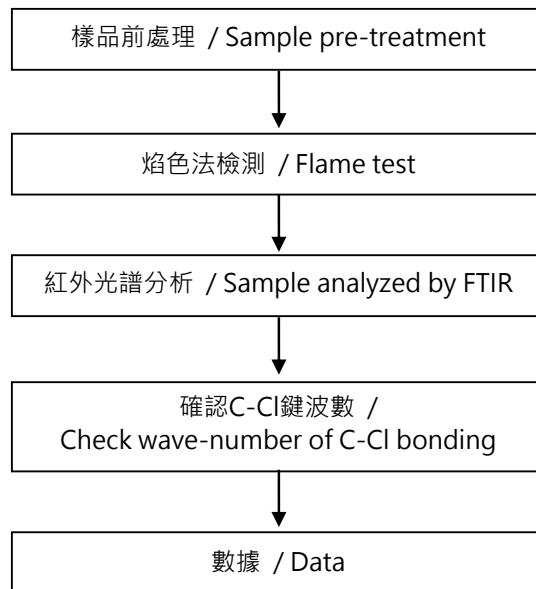 樣品前處理 / Sample pre-treatment
焰色法檢測 / Flame test
紅外光譜分析 / Sample analyzed by FTIR
確認C-Cl鍵波數 /
Check wave-number of C-Cl bonding
數據 / Data